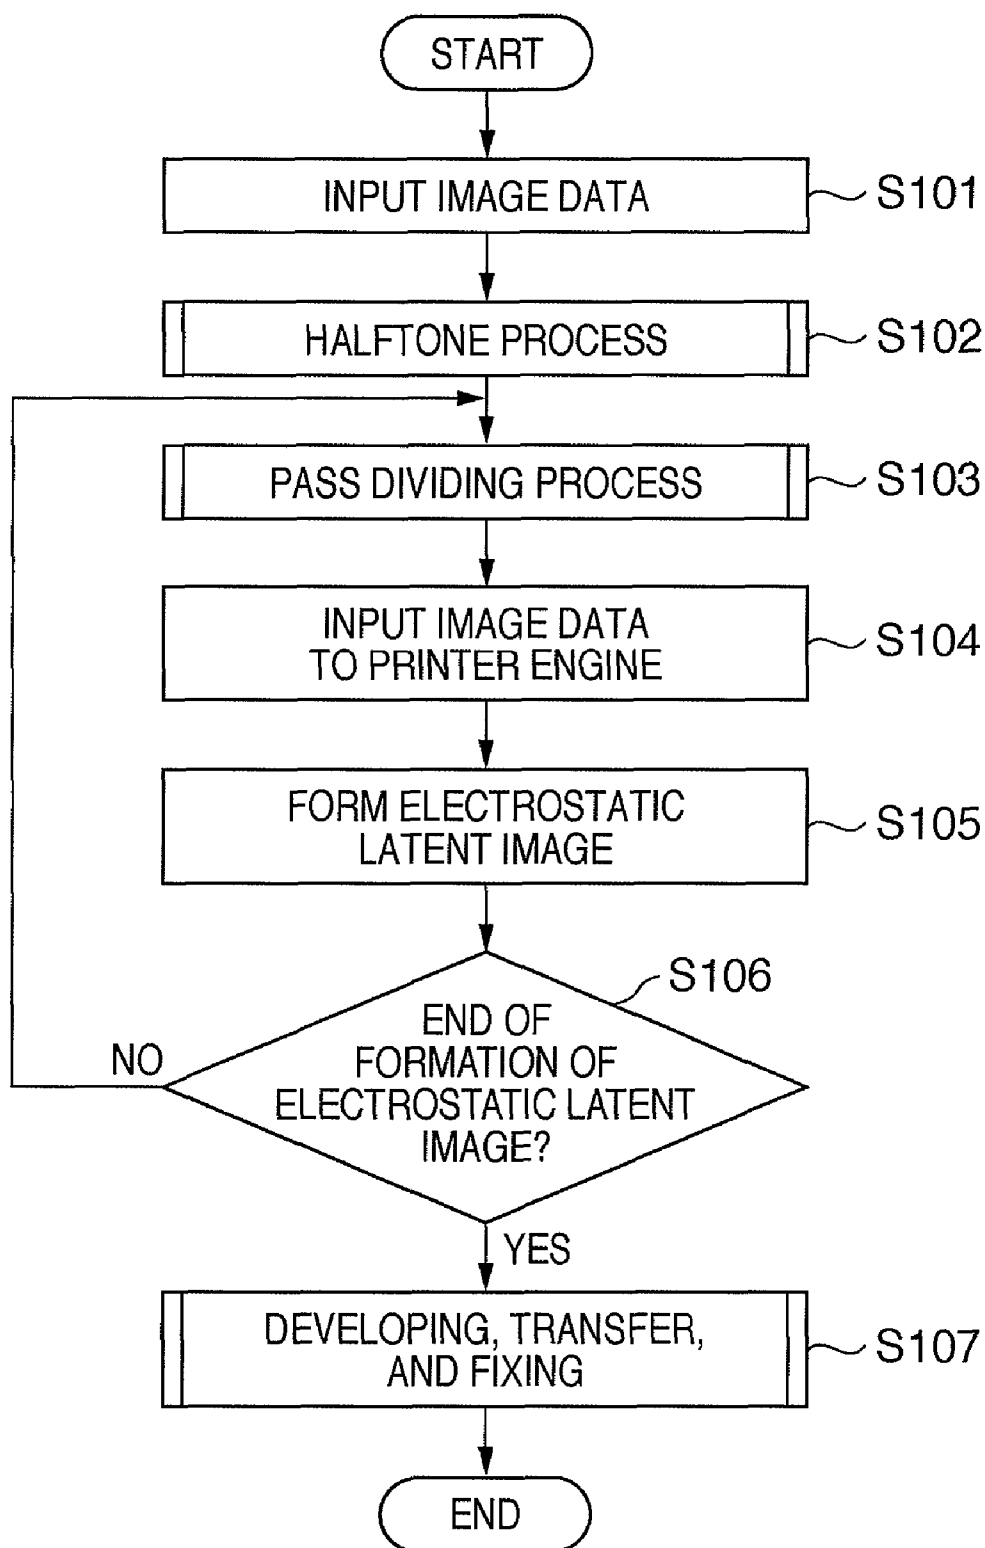 START
INPUT IMAGE DATA
S101
HALFTONE PROCESS
S102
PASS DIVIDING PROCESS
S103
INPUT IMAGE DATA
TO PRINTER ENGINE
S104
FORM ELECTROSTATIC
LATENT IMAGE
S105
S106
END OF
FORMATION OF
ELECTROSTATIC LATENT
IMAGE?
NO
YES
DEVELOPING, TRANSFER,
AND FIXING
S107
END